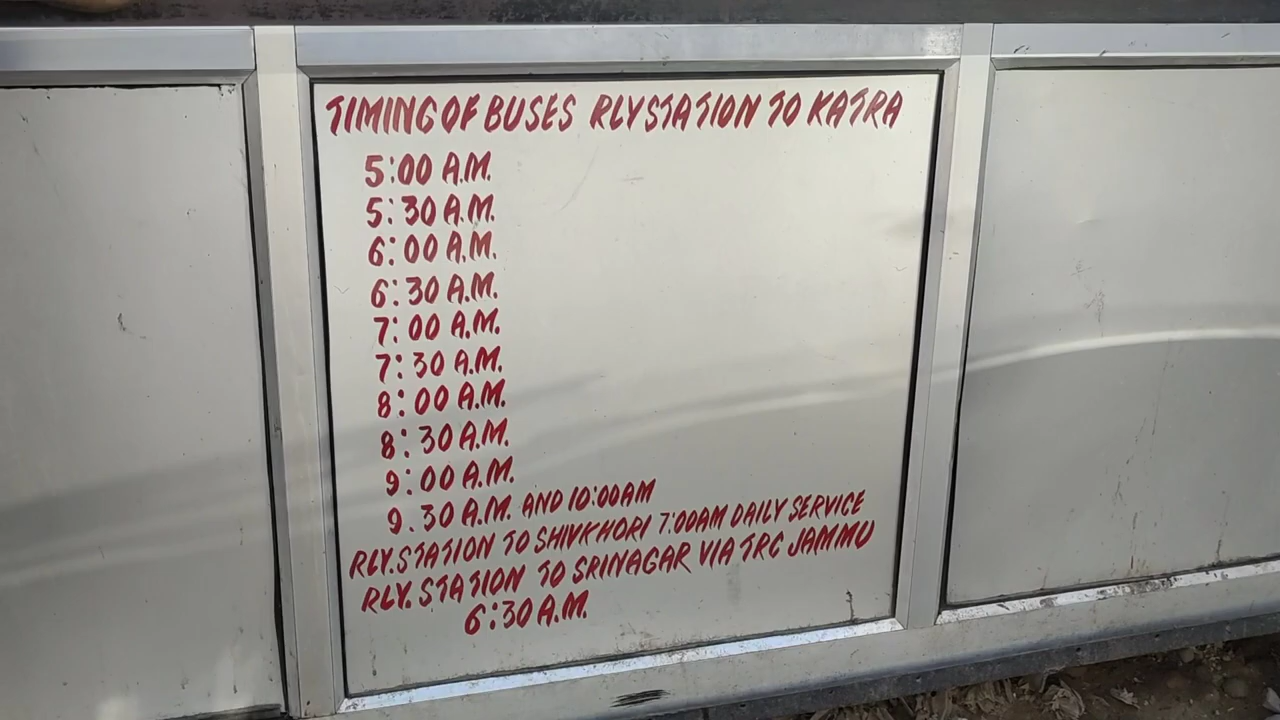 TIMING OF BUSES RLY STATION TO KATRA
5:00 A.M.
5:30 A.M.
6:00 A.M.
6:30 A.M.
7:00 A.M.
7:30 A.M.
8:00 A.M.
8:30 A.M.
9:00 A.M.
9.30 A.M. AND 10:00AM
RLY.STATION TO SHIVKHORI 7:00AM DAILY SERVICE
RLY. STATION TO SRINAGAR VIA TRC JAMMU
6:30 A.M.